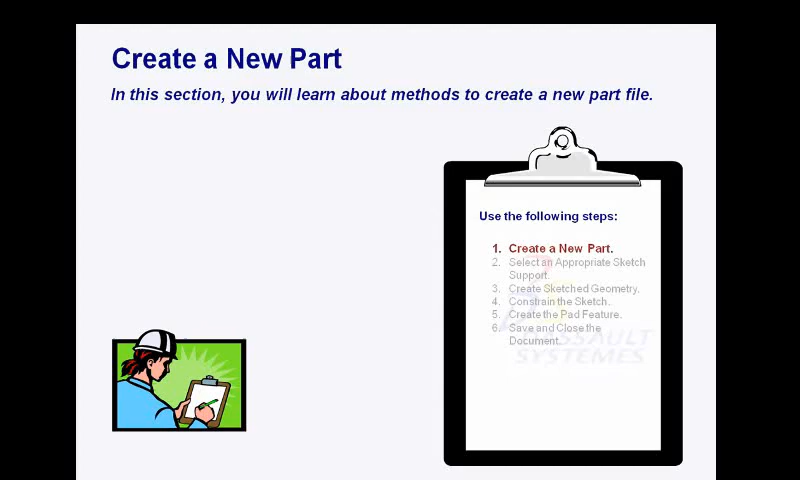 Create a New Part
In this section, you will learn about methods to create a new part file.
Use the following steps:
1. Create a New Part.
2. Select an Appropriate Sketch
Support.
3. Create Sketched Geometry.
4. Constrain the Sketch.
5. Create the Pad Feature.
6. Save and Close the
Document.
DASSAULT
SYSTEMES